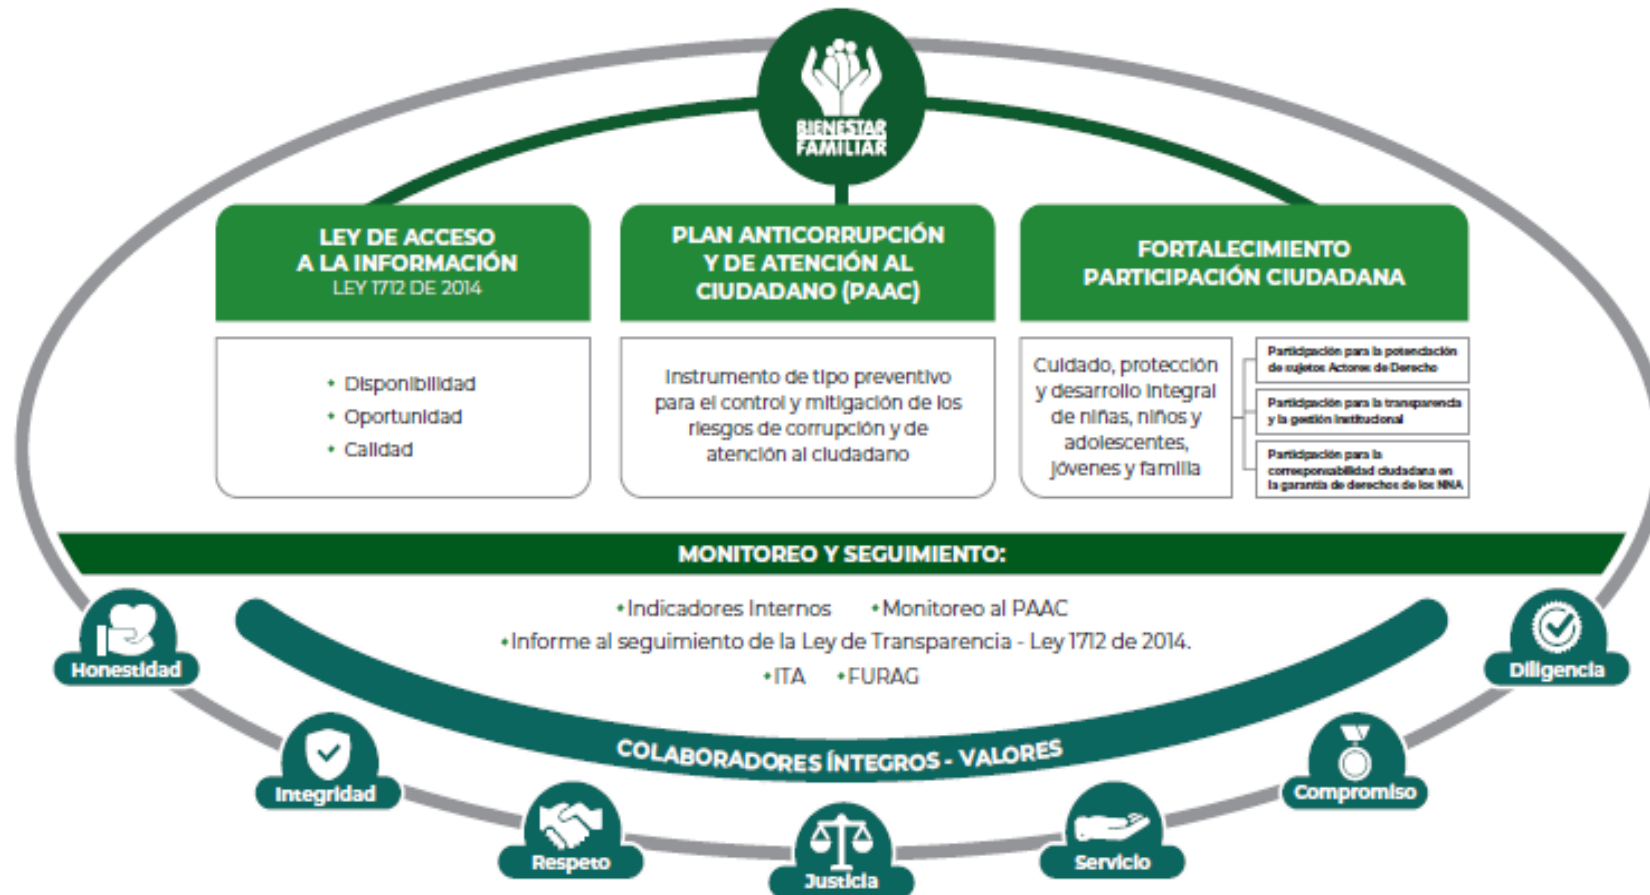 BIENESTAR
FAMILIAR
LEY DE ACCESO
A LA INFORMACIÓN
LEY 1712 DE 2014
• Disponibilidad
• Oportunidad
• Calidad
PLAN ANTICORRUPCIÓN
Y DE ATENCIÓN AL
CIUDADANO (PAAC)
Instrumento de tipo preventivo
para el control y mitigación de los
riesgos de corrupción y de
atención al ciudadano
FORTALECIMIENTO
PARTICIPACIÓN CIUDADANA
Cuidado, protección
y desarrollo integral
de niñas, niños y
adolescentes,
jóvenes y familia
Participación para la potenciación
de sujetos Actores de Derecho
Participación para la transparencia
y la gestión institucional
Participación para la
corresponsabilidad ciudadana en
la garantía de derechos de los NNA
MONITOREO Y SEGUIMIENTO:
•Indicadores Internos •Monitoreo al PAAC
•Informe al seguimiento de la Ley de Transparencia - Ley 1712 de 2014.
•ITA •FURAG
COLABORADORES ÍNTEGROS - VALORES
Honestidad
Integridad
Respeto
Justicia
Servicio
Compromiso
Diligencia